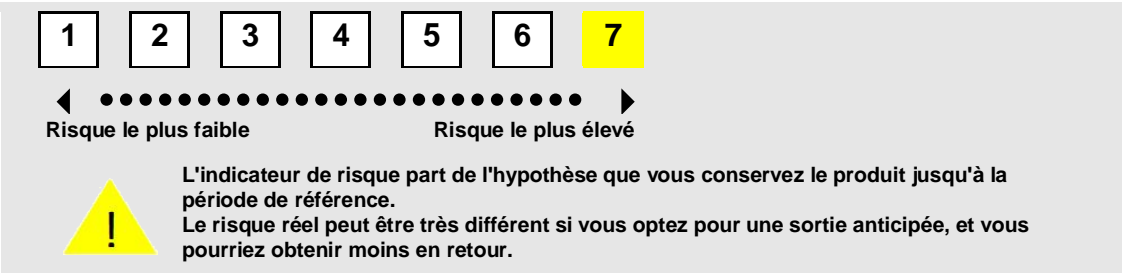 1 2 3 4 5 6 7
Risque le plus faible Risque le plus élevé
L'indicateur de risque part de l'hypothèse que vous conservez le produit jusqu'à la
période de référence.
Le risque réel peut être très différent si vous optez pour une sortie anticipée, et vous
pourriez obtenir moins en retour.
!